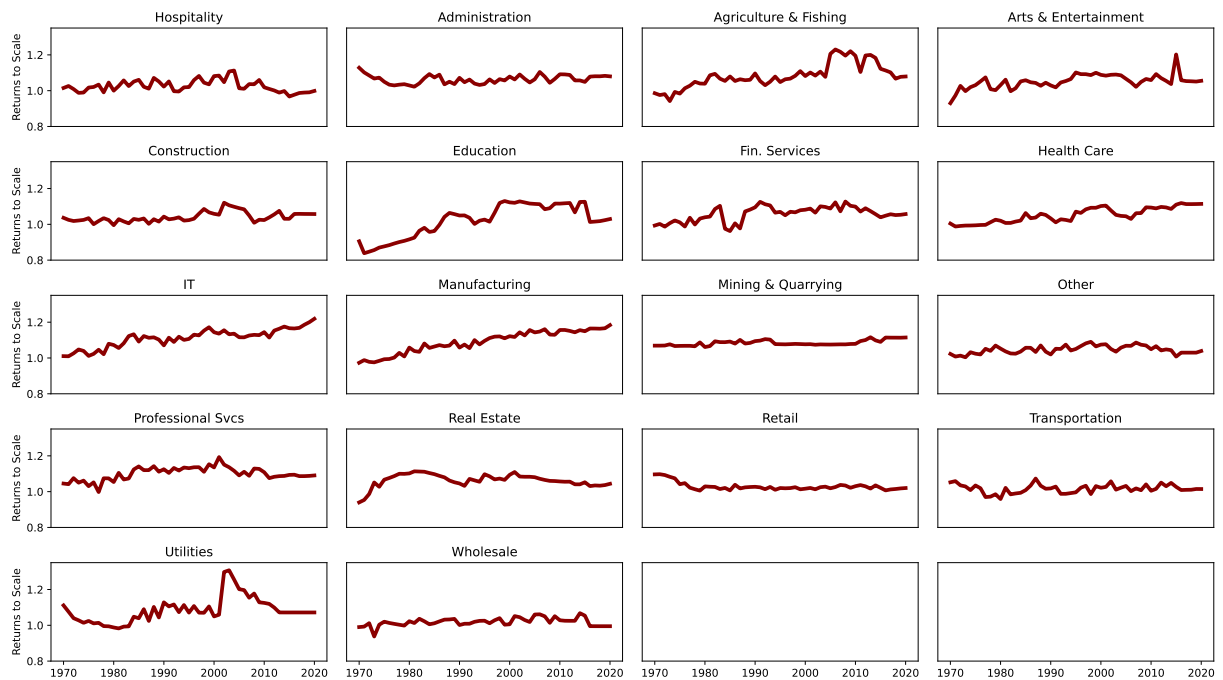 Hospitality
Administration
Agriculture & Fishing
Arts & Entertainment
Returns to Scale
1.2
1.0
0.8
Construction
Education
Fin. Services
Health Care
Returns to Scale
1.2
1.0
0.8
IT
Manufacturing
Mining & Quarrying
Other
Returns to Scale
1.2
1.0
0.8
Professional Svcs
Real Estate
Retail
Transportation
Returns to Scale
1.2
1.0
0.8
Utilities
Wholesale
Returns to Scale
1.2
1.0
0.8
1970 1980 1990 2000 2010 2020
1970 1980 1990 2000 2010 2020
1970 1980 1990 2000 2010 2020
1970 1980 1990 2000 2010 2020